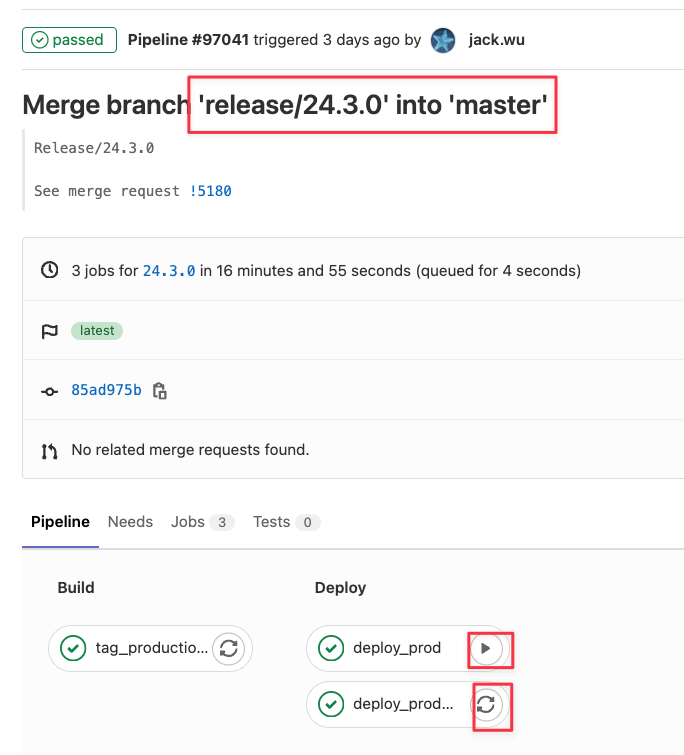 passed Pipeline #97041 triggered 3 days ago by jack.wu
Merge branch 'release/24.3.0' into 'master'
Release/24.3.0
See merge request !5180
3 jobs for 24.3.0 in 16 minutes and 55 seconds (queued for 4 seconds)
latest
85ad975b
No related merge requests found.
Pipeline Needs Jobs 3 Tests 0
Build Deploy
tag_productio... deploy_prod
deploy_prod...